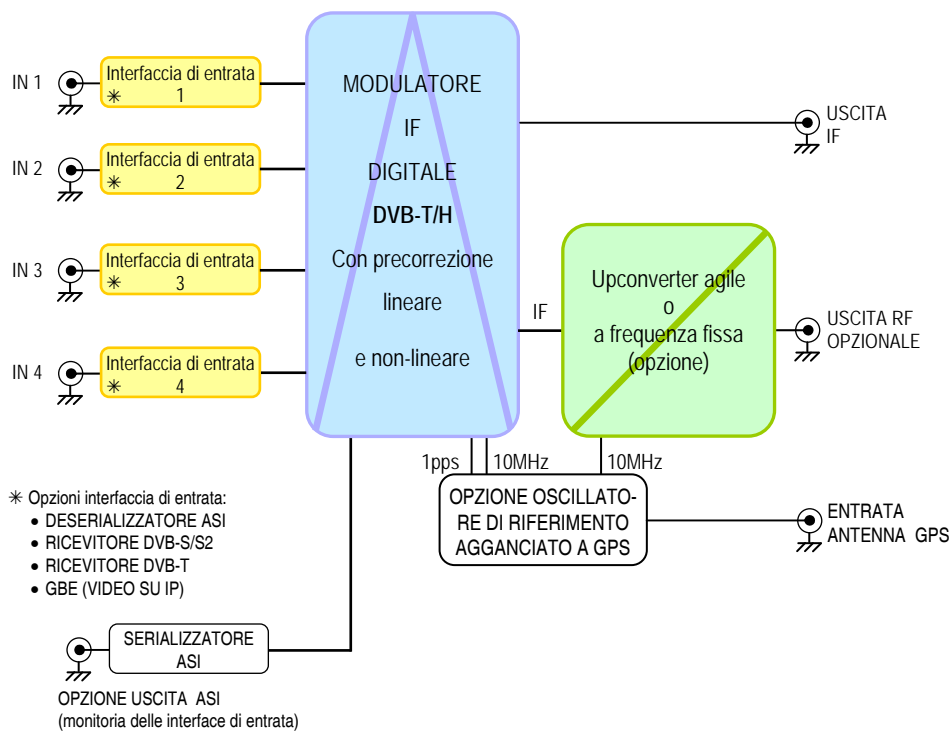 IN 1
Interfaccia di entrata
✳ 1
IN 2
Interfaccia di entrata
✳ 2
IN 3
Interfaccia di entrata
✳ 3
IN 4
Interfaccia di entrata
✳ 4
MODULATORE
IF
DIGITALE
DVB-T/H
Con precorrezione
lineare
e non-lineare
USCITA
IF
IF
Upconverter agile
o
a frequenza fissa
(opzione)
USCITA RF
OPZIONALE
1pps
10MHz
10MHz
OPZIONE OSCILLATO-
RE DI RIFERIMENTO
AGGANCIATO A GPS
ENTRATA
ANTENNA GPS
✳ Opzioni interfaccia di entrata:
• DESERIALIZZATORE ASI
• RICEVITORE DVB-S/S2
• RICEVITORE DVB-T
• GBE (VIDEO SU IP)
SERIALIZZATORE
ASI
OPZIONE USCITA ASI
(monitoria delle interface di entrata)